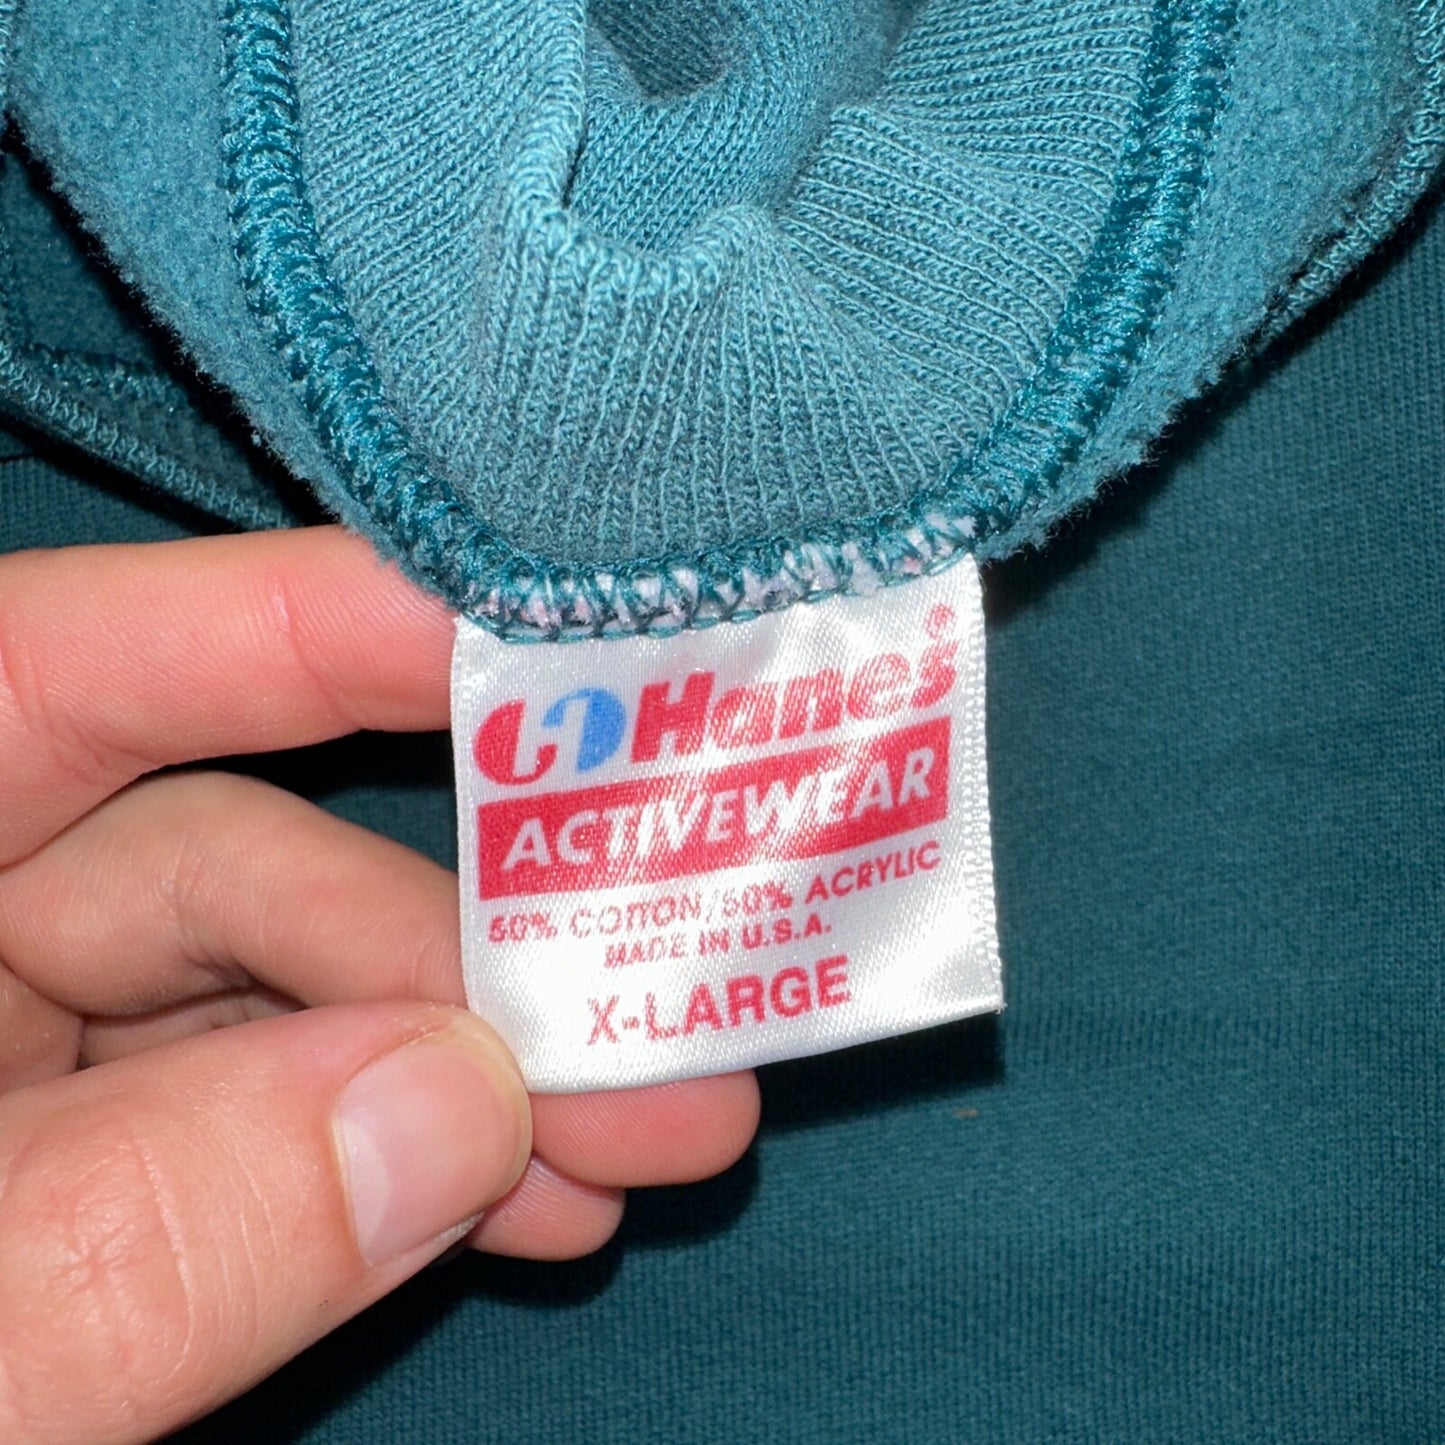 Hanes
ACTIVEWEAR
50% COTTON/50% ACRYLIC
MADE IN U.S.A.
X-LARGE